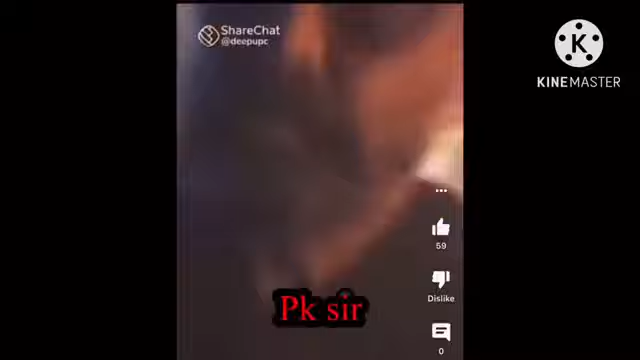 ShareChat
@deepupc
KINEMASTER
59
Dislike
0
Pk sir